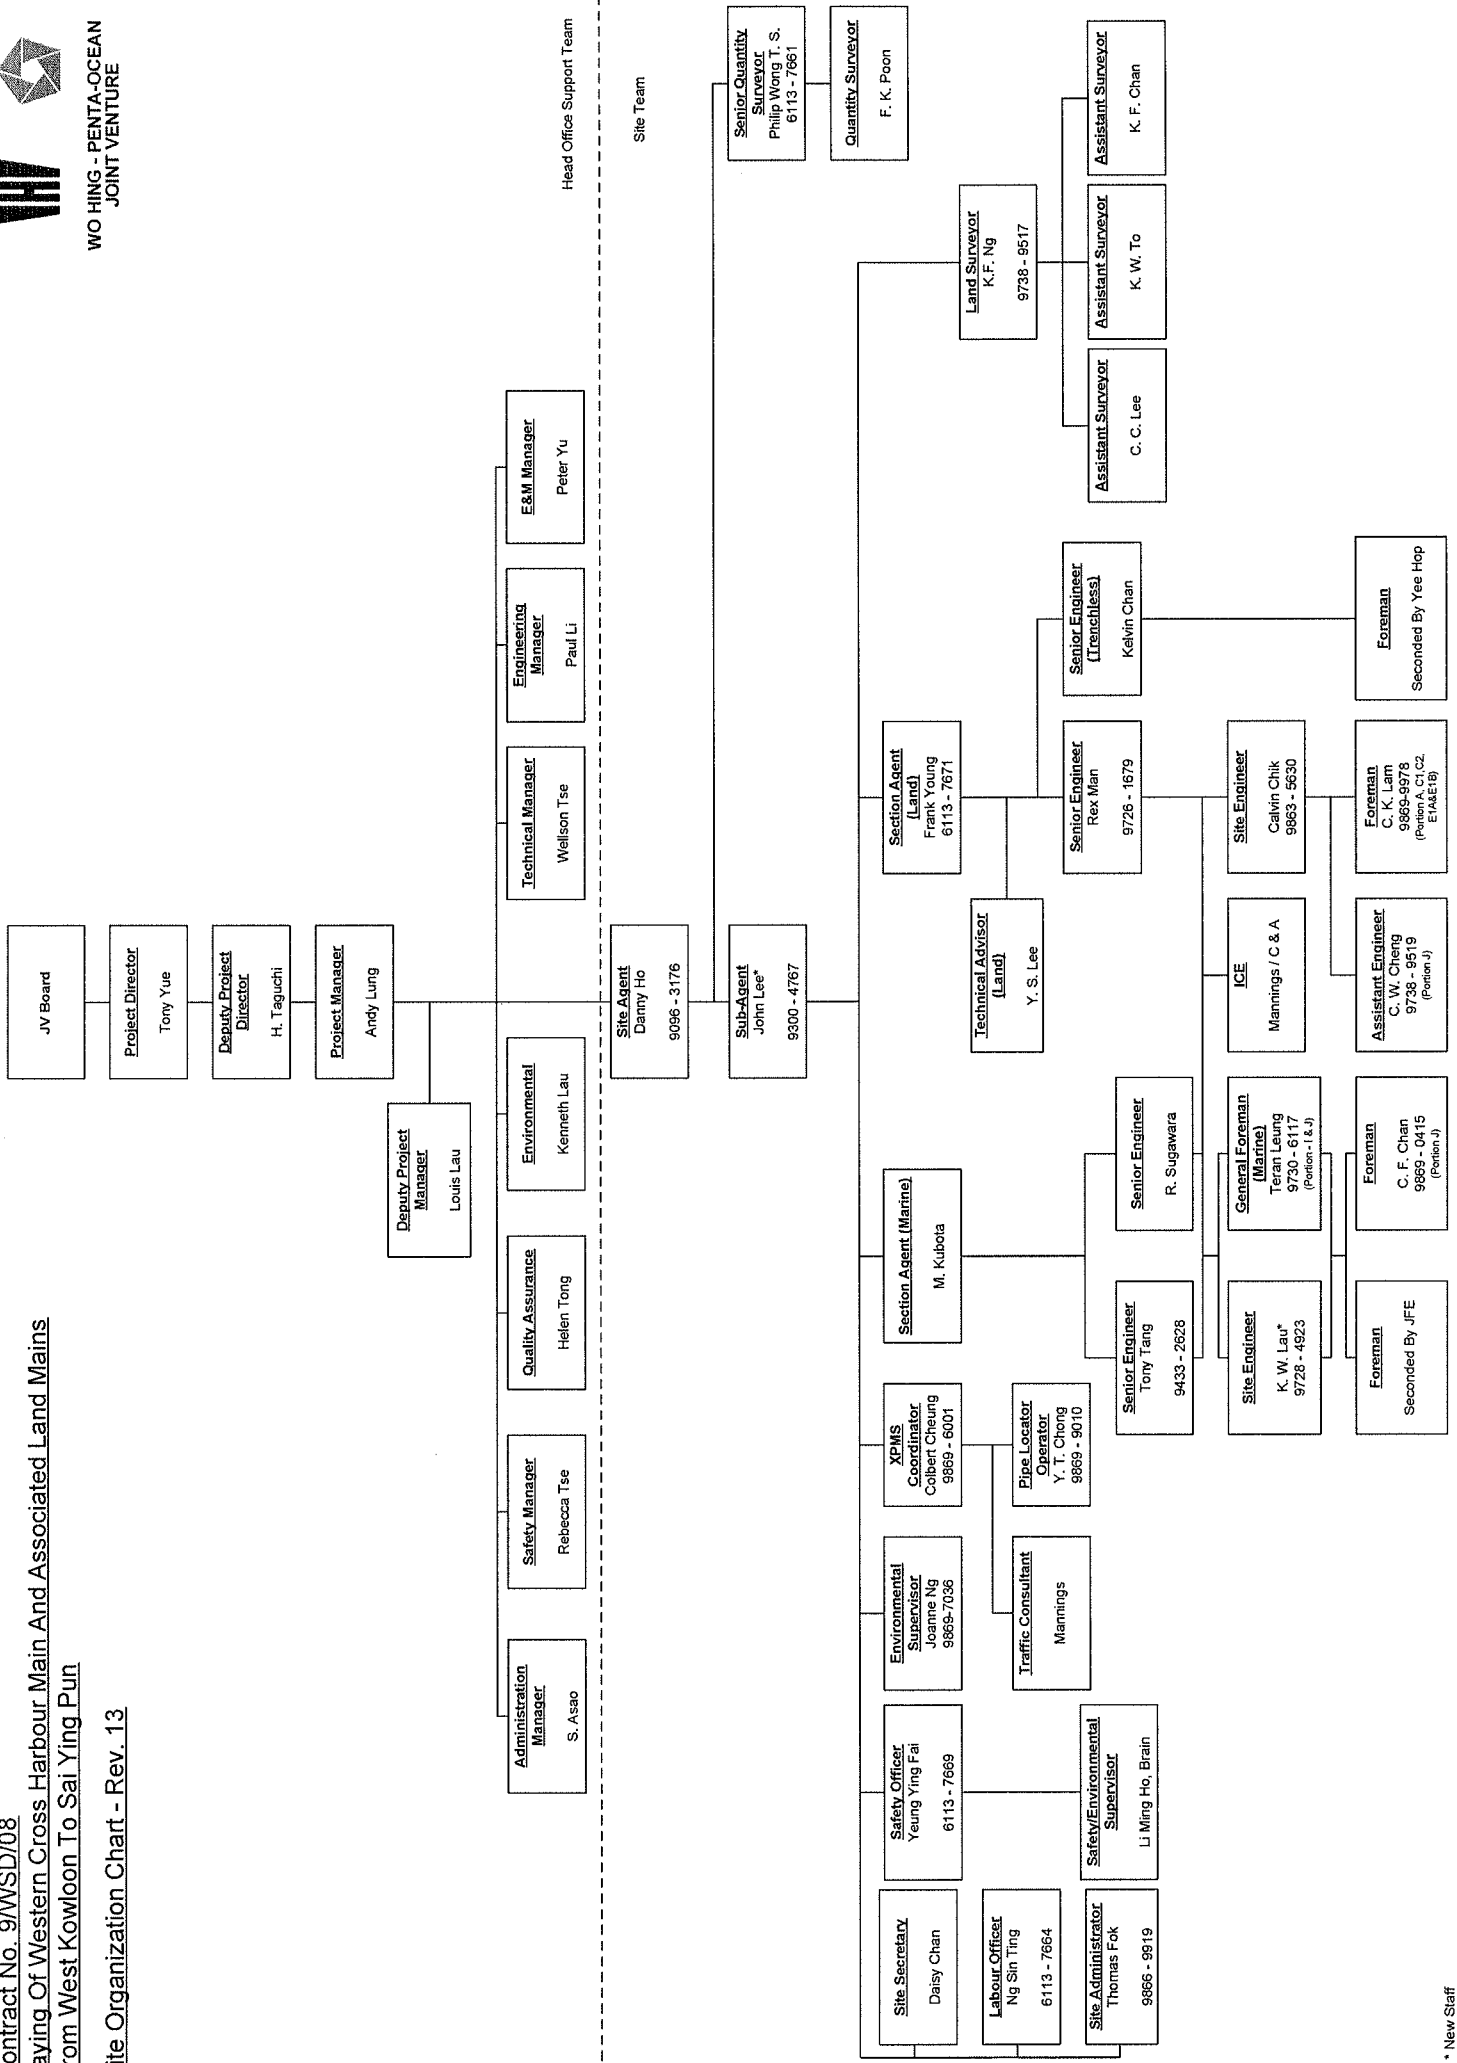 ontract No. 9/WSD/08
aying Of Western Cross Harbour Main And Associated Land Mains
rom West Kowloon To Sai Ying Pun
ite Organization Chart - Rev. 13
WO HING - PENTA-OCEAN
JOINT VENTURE
JV Board
Project Director
Tony Yue
Deputy Project
Director
H. Taguchi
Project Manager
Andy Lung
Deputy Project
Manager
Louis Lau
Administration
Manager
S. Asao
Safety Manager
Rebecca Tse
Quality Assurance
Helen Tong
Environmental
Kenneth Lau
Technical Manager
Wellson Tse
Engineering
Manager
Paul Li
E&M Manager
Peter Yu
Head Office Support Team
Site Team
Site Agent
Danny Ho
9096 - 3176
Senior Quantity
Surveyor
Philip Wong T. S.
6113 - 7661
Sub-Agent
John Lee*
9300 - 4767
Quantity Surveyor
F. K. Poon
Site Secretary
Daisy Chan
Labour Officer
Ng Sin Ting
6113 - 7664
Site Administrator
Thomas Fok
9866 - 9919
Safety Officer
Yeung Ying Fai
6113 - 7669
Safety/Environmental
Supervisor
Li Ming Ho, Brain
Environmental
Supervisor
Joanne Ng
9869-7036
XPMS
Coordinator
Colbert Cheung
9869 - 6001
Traffic Consultant
Mannings
Pipe Locator
Operator
Y. T. Chong
9869 - 9010
Section Agent (Marine)
M. Kubota
Senior Engineer
Tony Tang
9433 - 2628
Senior Engineer
R. Sugawara
Site Engineer
K. W. Lau*
9728 - 4923
General Foreman
(Marine)
Teran Leung
9730 - 6117
(Portion - I & J)
Foreman
Seconded By JFE
Foreman
C. F. Chan
9869 - 0415
(Portion J)
Section Agent
(Land)
Frank Young
6113 - 7671
Technical Advisor
(Land)
Y. S. Lee
Senior Engineer
Rex Man
9726 - 1679
Senior Engineer
(Trenchless)
Kelvin Chan
ICE
Mannings / C & A
Site Engineer
Calvin Chik
9863 - 5630
Assistant Engineer
C. W. Cheng
9738 - 9519
(Portion J)
Foreman
C. K. Lam
9869-9978
(Portion A, C1,C2,
E1A&E1B)
Foreman
Seconded By Yee Hop
Land Surveyor
K.F. Ng
9738 - 9517
Assistant Surveyor
C. C. Lee
Assistant Surveyor
K. W. To
Assistant Surveyor
K. F. Chan
* New Staff